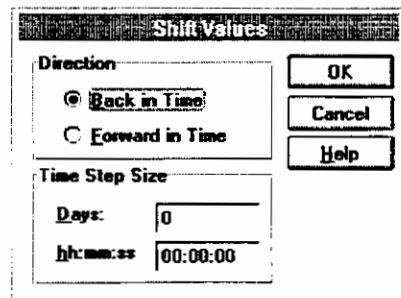 Shift Values
Direction
Back in Time
Forward in Time
OK
Cancel
Help
Time Step Size
Days: 0
hh:mm:ss 00:00:00